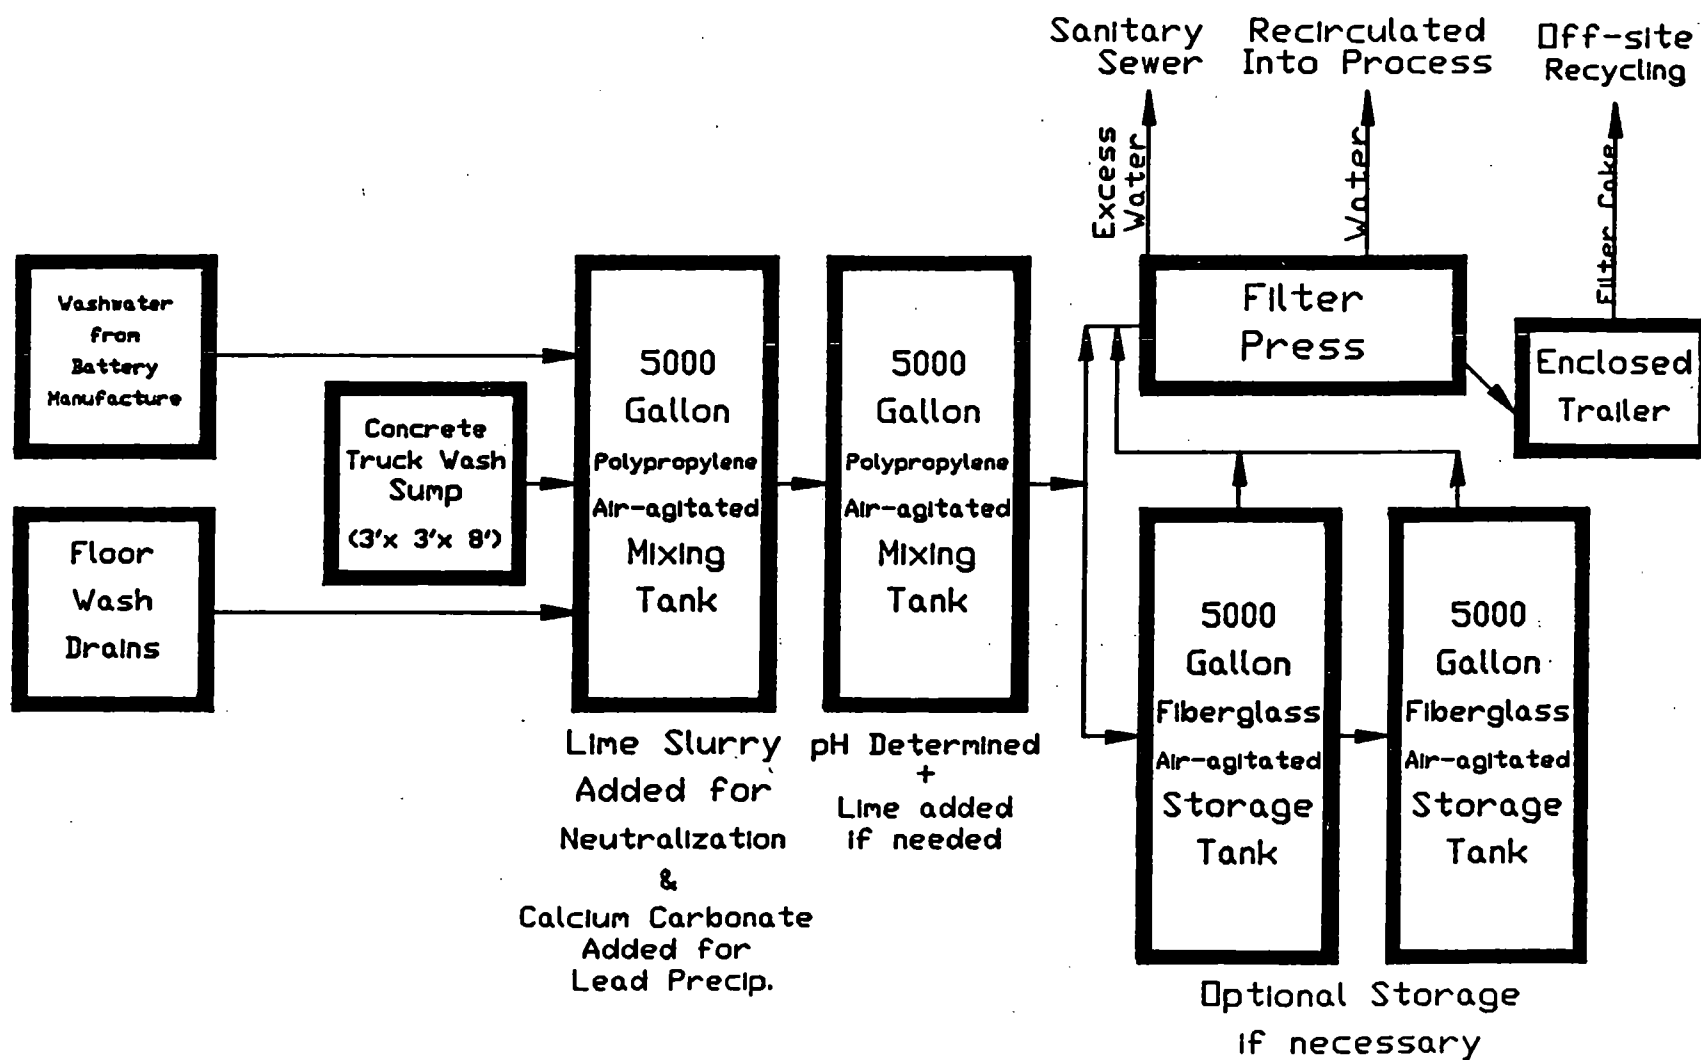 Sanitary
Sewer
Recirculated
Into Process
Off-site
Recycling
Excess
Water
Water
Filter Cake
Washwater
from
Battery
Manufacture
Concrete
Truck Wash
Sump
(3'x 3'x 8')
Floor
Wash
Drains
5000
Gallon
Polypropylene
Air-agitated
Mixing
Tank
5000
Gallon
Polypropylene
Air-agitated
Mixing
Tank
Filter
Press
Enclosed
Trailer
5000
Gallon
Fiberglass
Air-agitated
Storage
Tank
5000
Gallon
Fiberglass
Air-agitated
Storage
Tank
Lime Slurry
Added for
Neutralization
&
Calcium Carbonate
Added for
Lead Precip.
pH Determined
+
Lime added
if needed
Optional Storage
if necessary